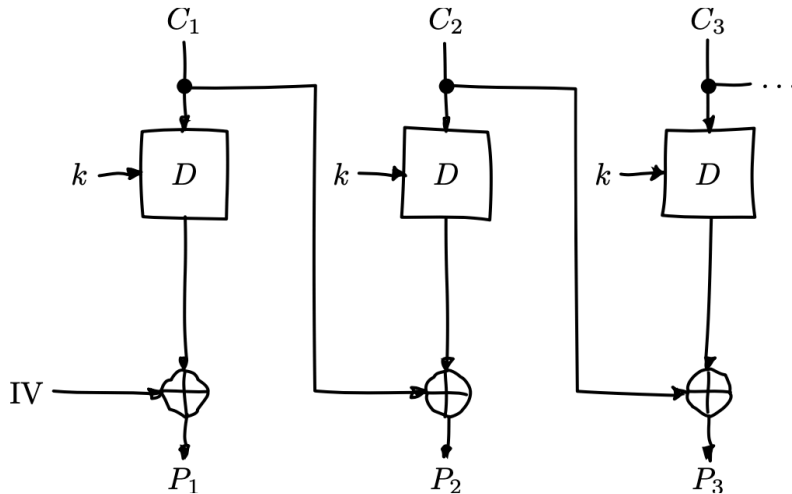 C₁ C₂ C₃
...
k D k D k D
IV
P₁ P₂ P₃